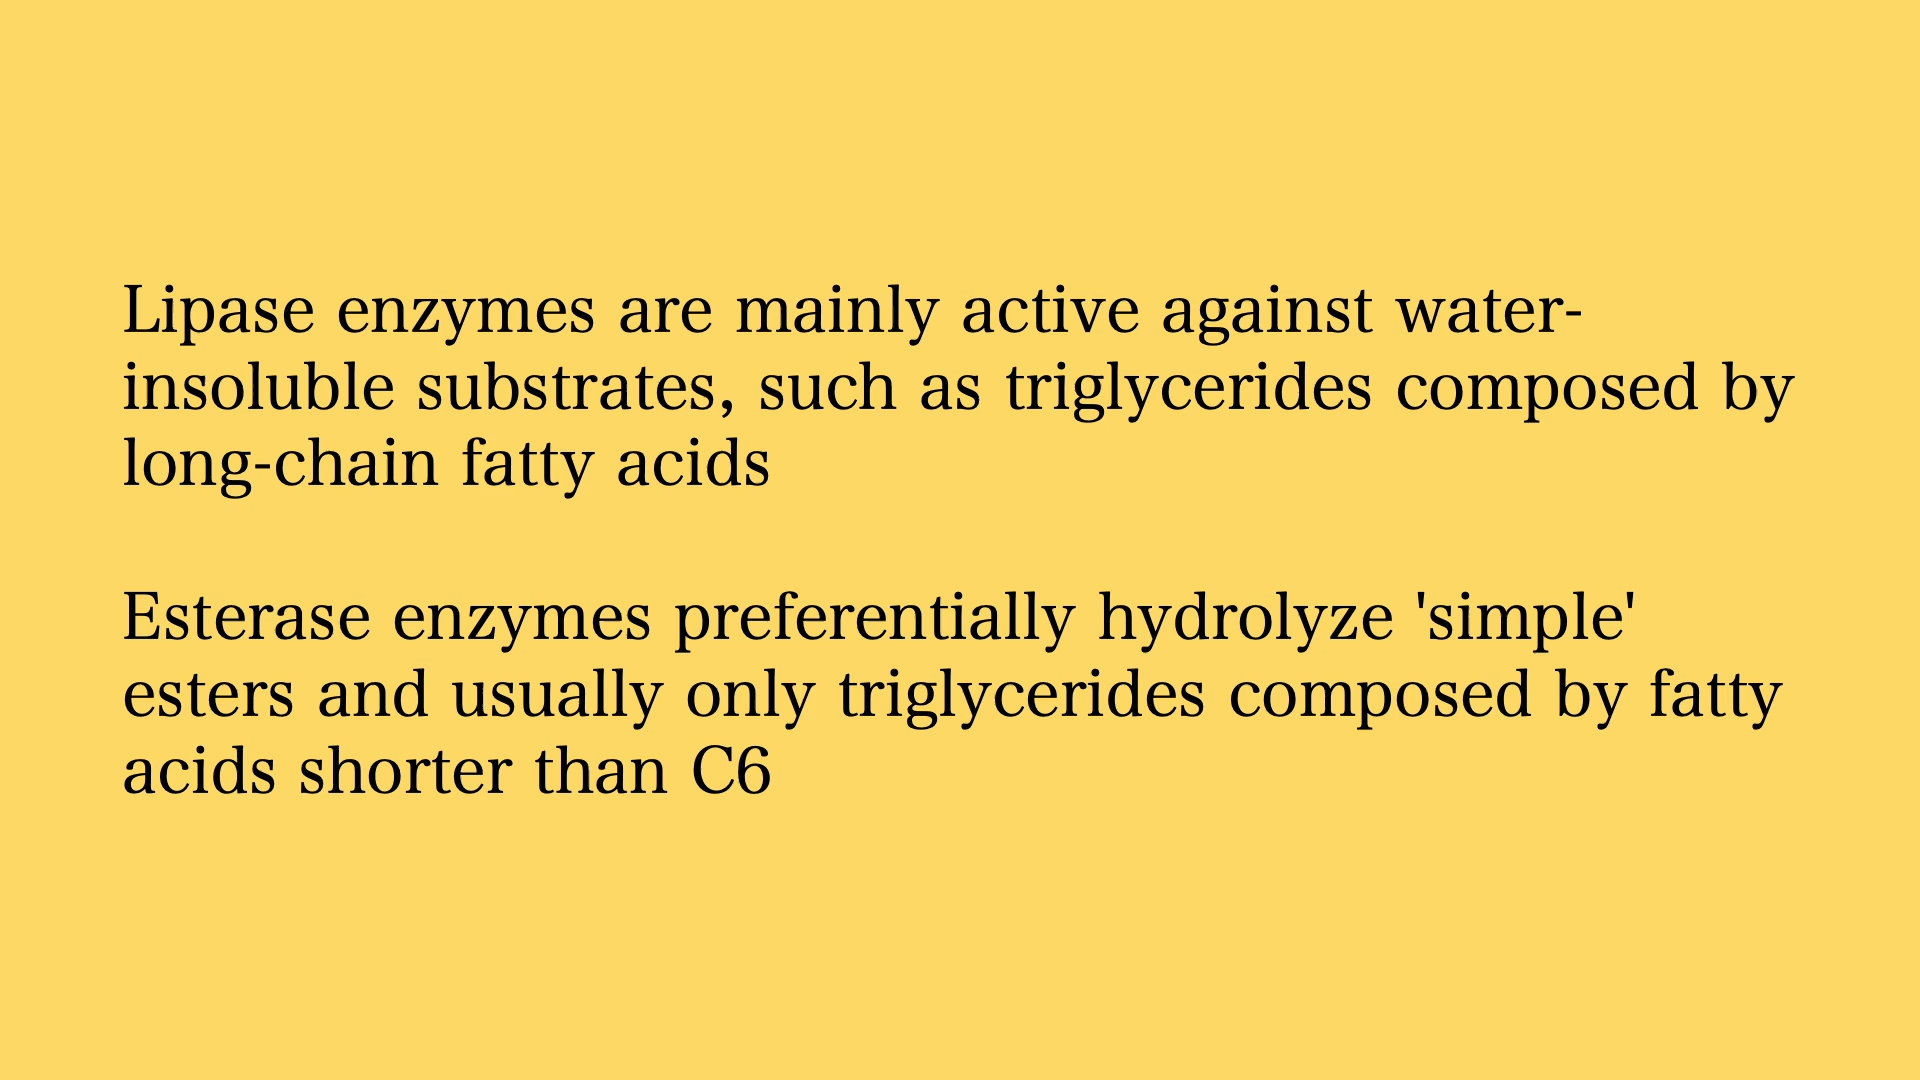 Lipase enzymes are mainly active against water-
insoluble substrates, such as triglycerides composed by
long-chain fatty acids
Esterase enzymes preferentially hydrolyze 'simple'
esters and usually only triglycerides composed by fatty
acids shorter than C6